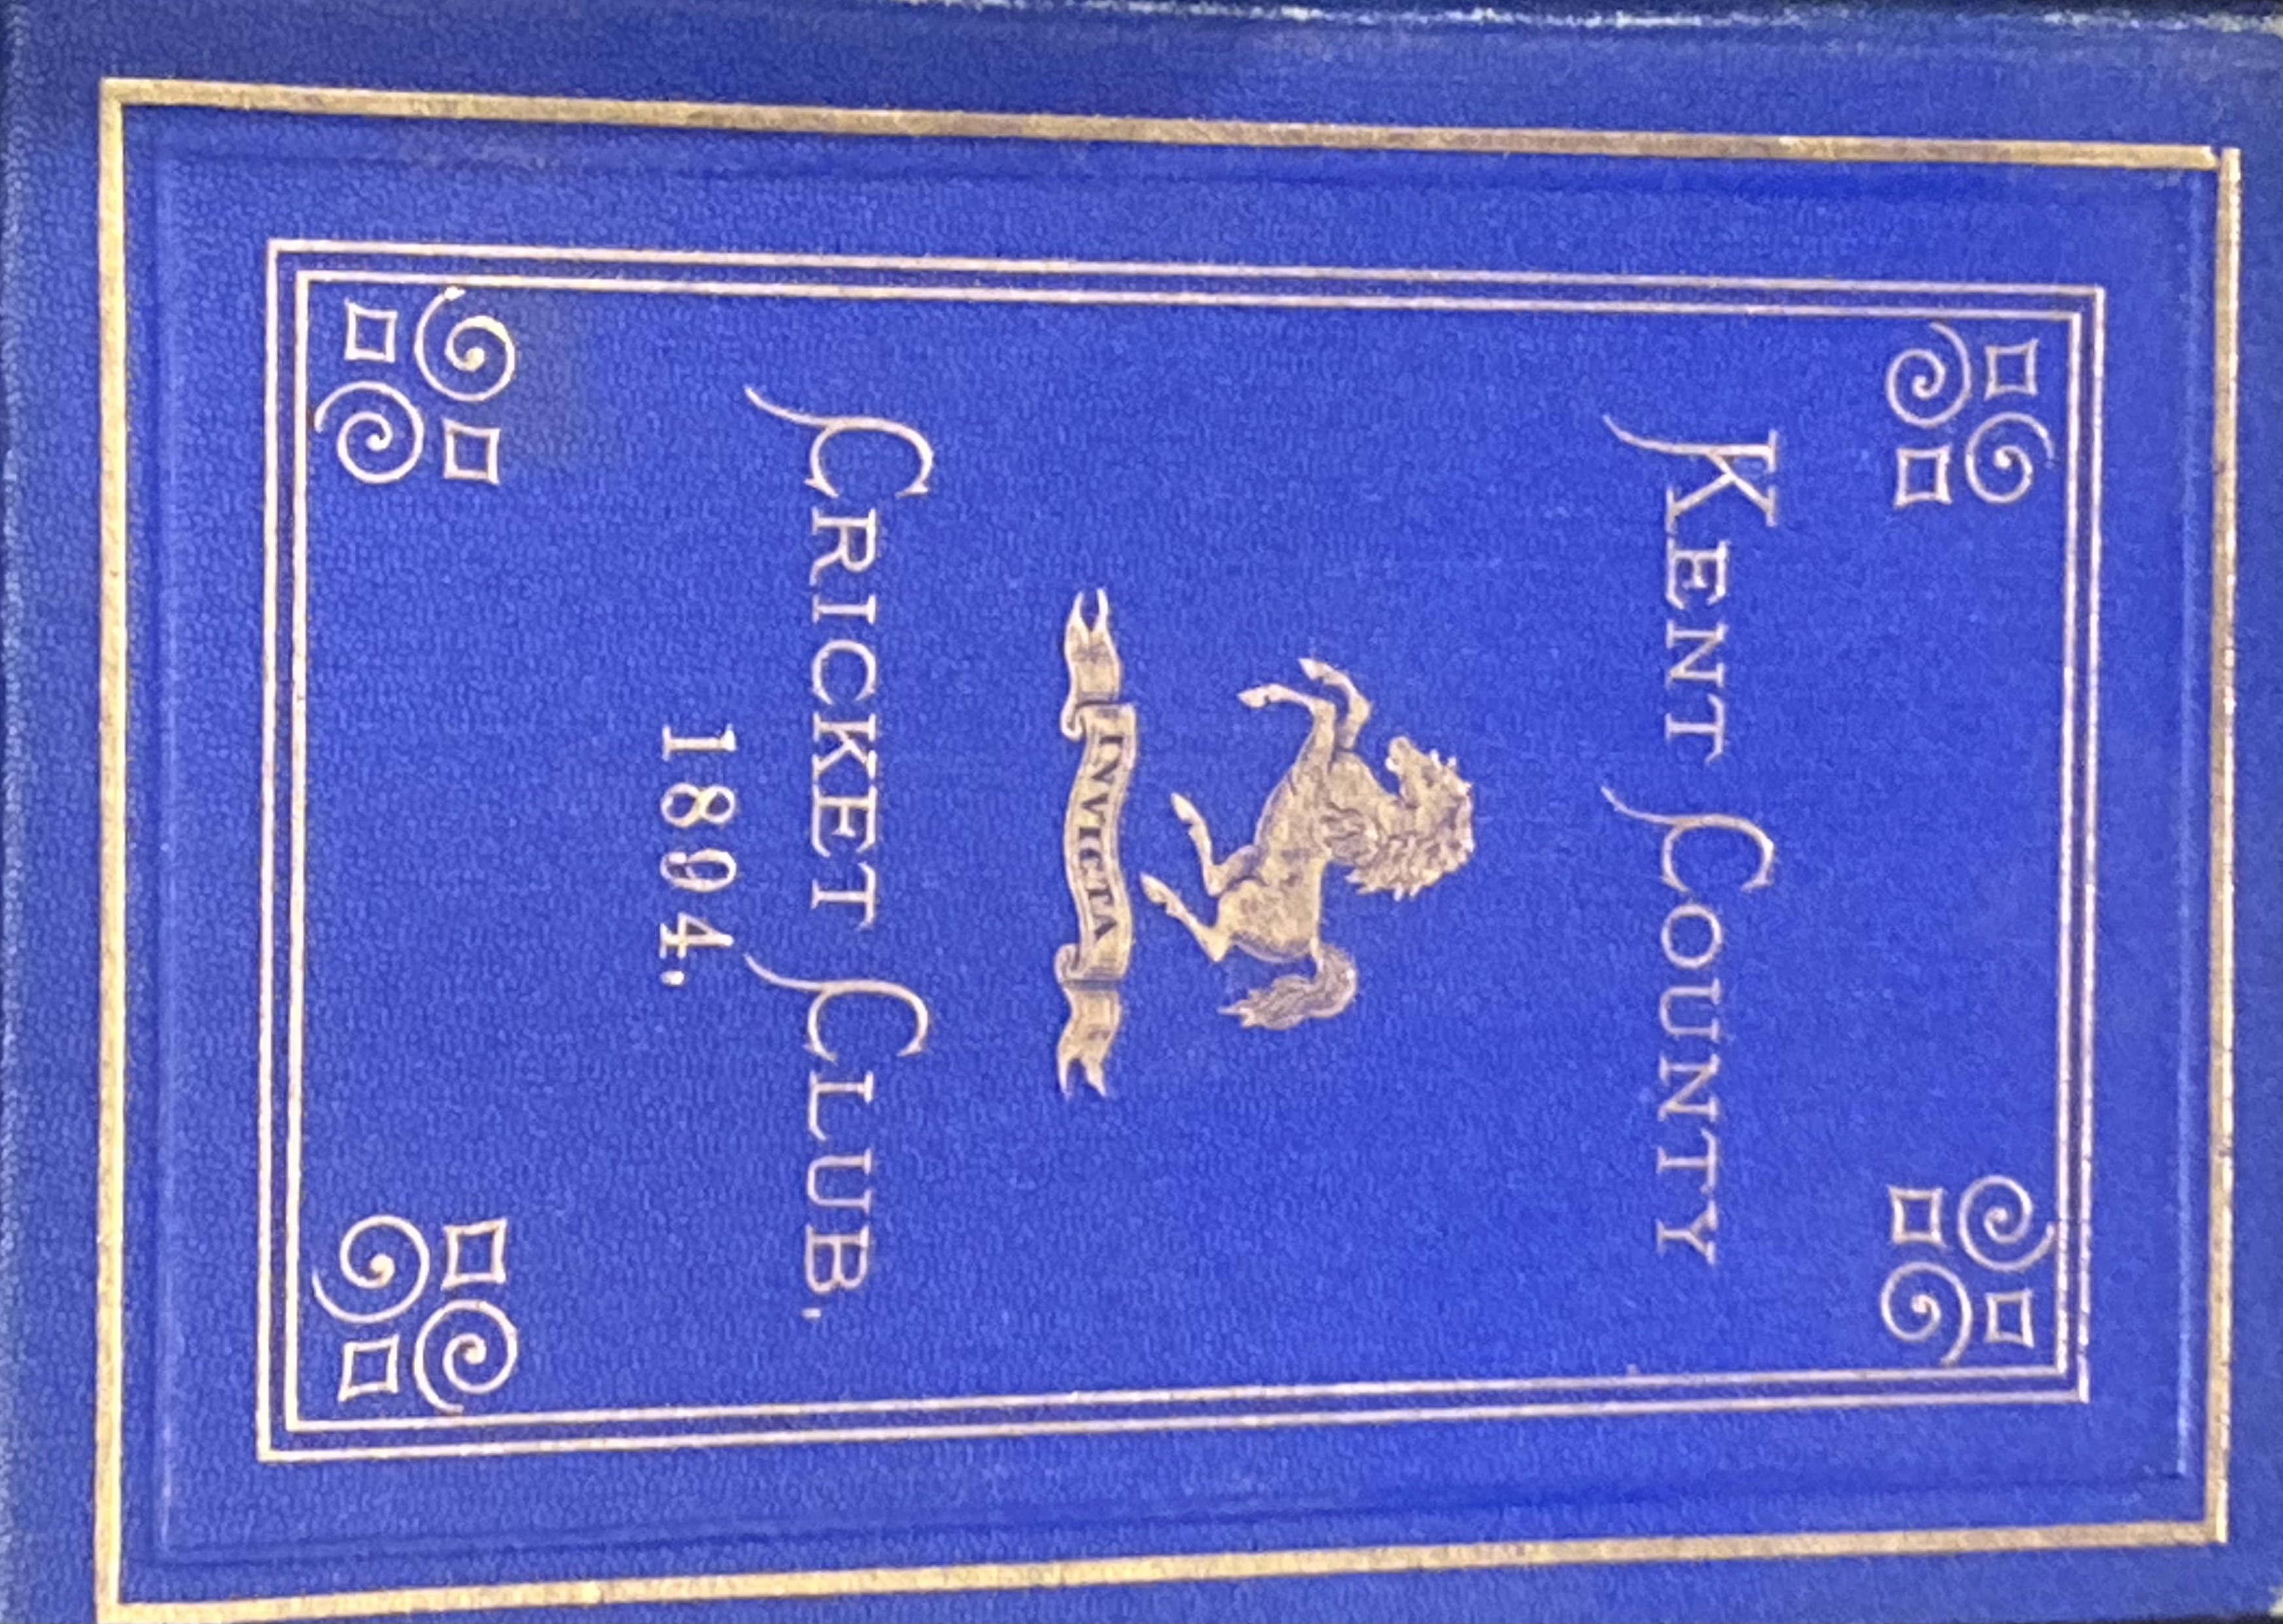 KENT COUNTY
INVICTA
CRICKET CLUB.
1894.